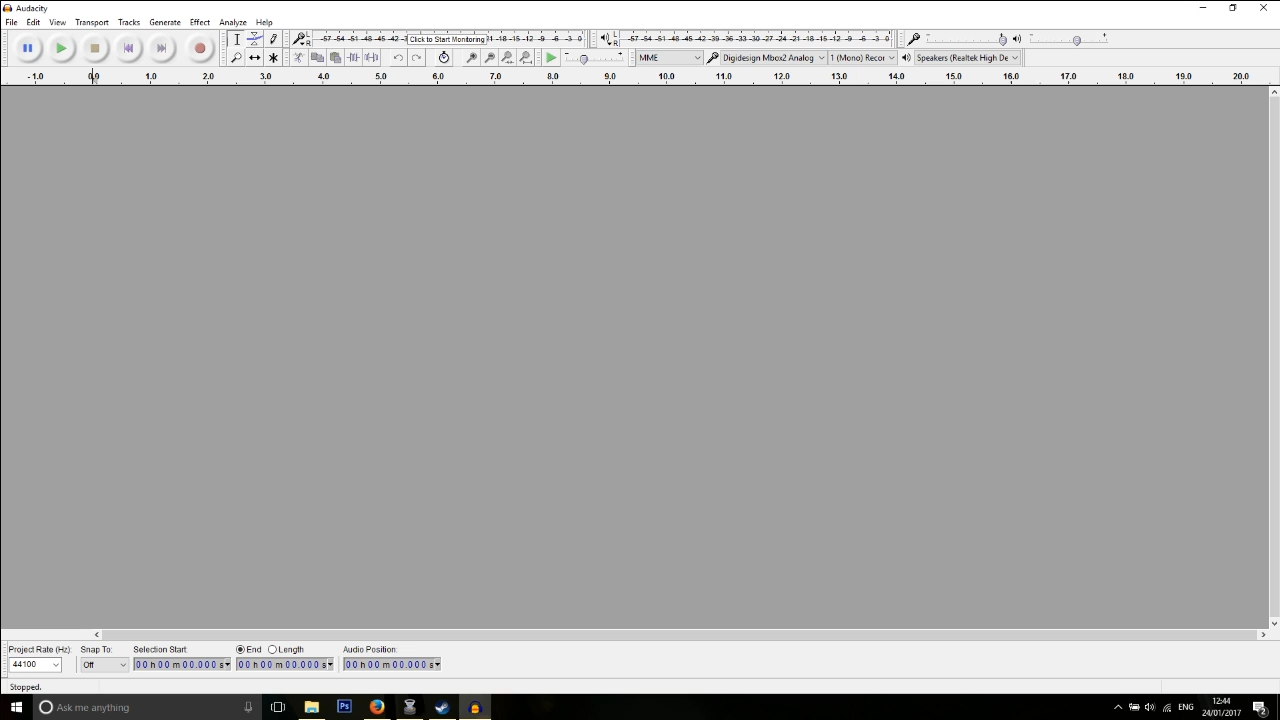 Audacity
File Edit View Transport Tracks Generate Effect Analyze Help
L R -57 -54 -51 -48 -45 -42 -3 Click to Start Monitoring -18 -15 -12 -9 -6 -3 0 L R -57 -54 -51 -48 -45 -42 -39 -36 -33 -30 -27 -24 -21 -18 -15 -12 -9 -6 -3 0
MME Digidesign Mbox2 Analog 1 (Mono) Recor Speakers (Realtek High De
-1.0 0.0 1.0 2.0 3.0 4.0 5.0 6.0 7.0 8.0 9.0 10.0 11.0 12.0 13.0 14.0 15.0 16.0 17.0 18.0 19.0 20.0
Project Rate (Hz): Snap To: Selection Start: End Length Audio Position:
44100 Off 00 h 00 m 00.000 s 00 h 00 m 00.000 s 00 h 00 m 00.000 s
Stopped.
Ask me anything Ps ENG 12:44
24/01/2017 2